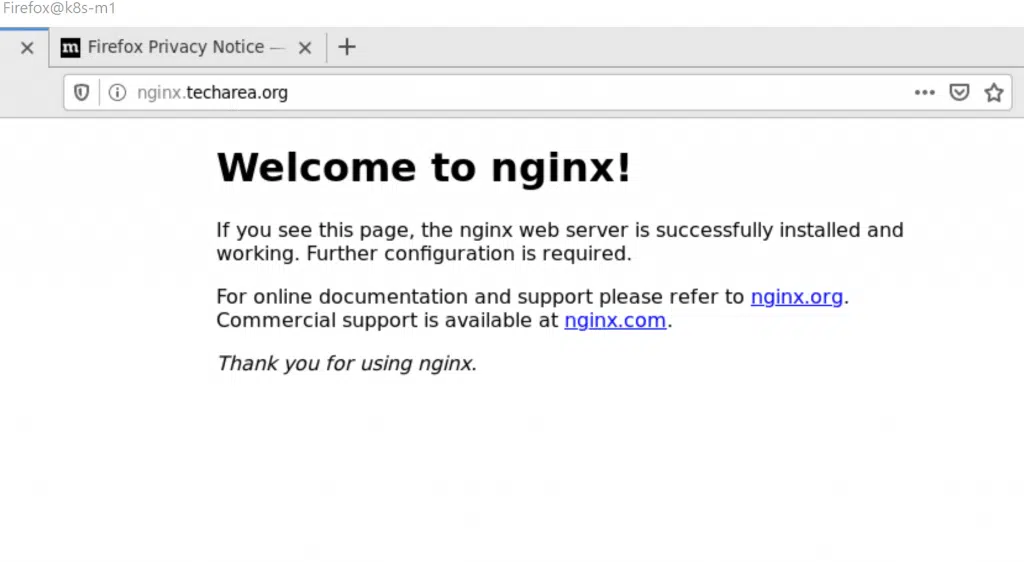 Firefox@k8s-m1
m Firefox Privacy Notice —
nginx.techarea.org
Welcome to nginx!
If you see this page, the nginx web server is successfully installed and
working. Further configuration is required.
For online documentation and support please refer to nginx.org.
Commercial support is available at nginx.com.
Thank you for using nginx.